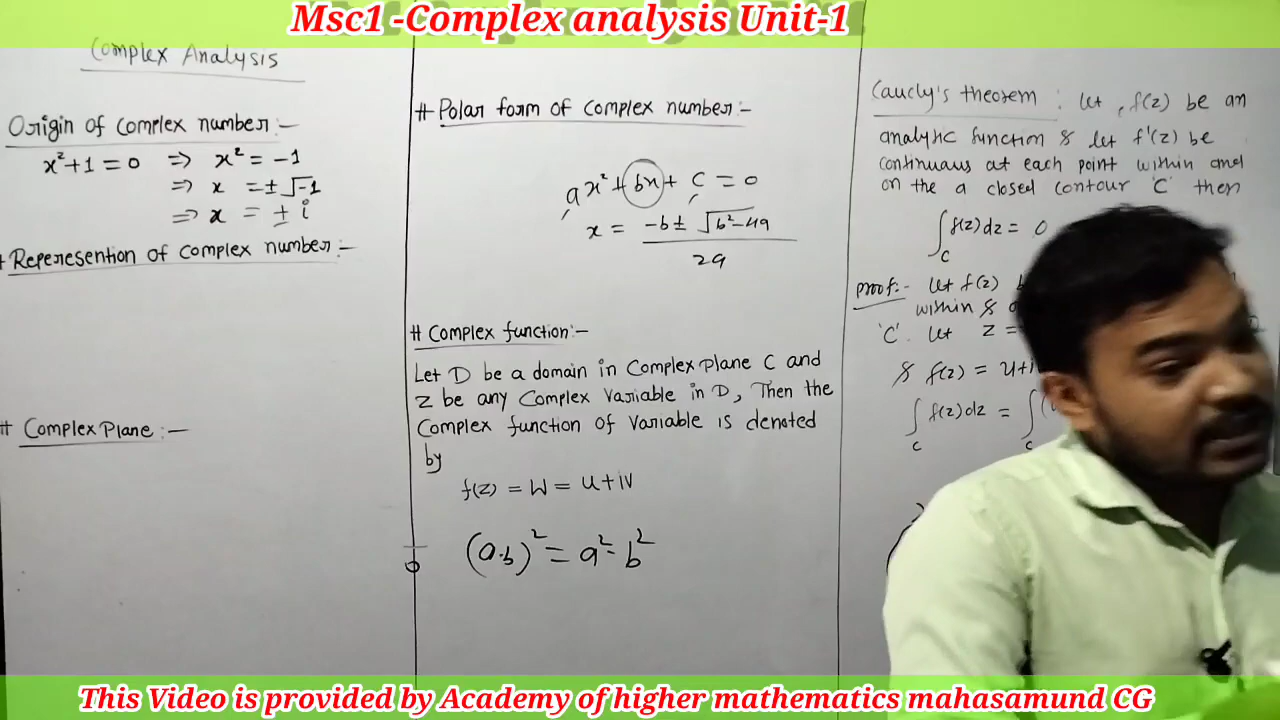 Msc1 -Complex analysis Unit-1
Complex Analysis
Origin of Complex number:-
x²+1 = 0 ⇒ x² = -1
⇒ x = ±√-1
⇒ x = ± i
# Reperesention of Complex number:-
# Complex Plane :-
# Polar form of Complex number:-
ax² + bx + c = 0
x = -b ± √b²-4a
2a
# Complex function:-
Let D be a domain in Complex plane C and
z be any Complex Variable in D, Then the
Complex function of Variable is denoted
by
f(z) = W = U+iV
(a·b)² = a²·b²
Cauchy's theorem : Let, f(z) be an
analytic function & let f'(z) be
continuous at each point within and
on the a closed contour 'C' then
∫ f(z)dz = 0
C
Proof:- Let f(z)
within &
'C'. Let z =
& f(z) = u+i
∫ f(z)dz = ∫
c c
This Video is provided by Academy of higher mathematics mahasamund CG